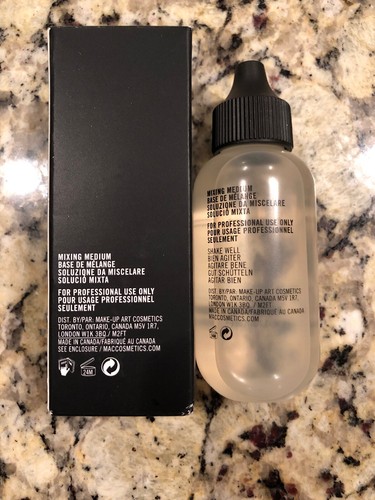 MIXING MEDIUM
BASE DE MÉLANGE
SOLUZIONE DA MISCELARE
SOLUCIÓ MIXTA
FOR PROFESSIONAL USE ONLY
POUR USAGE PROFESSIONNEL
SEULEMENT
DIST. BY/PAR: MAKE-UP ART COSMETICS
TORONTO, ONTARIO, CANADA M5V 1R7,
LONDON W1K 3BQ / M2FT
MADE IN CANADA/FABRIQUÉ AU CANADA
SEE ENCLOSURE / MACCOSMETICS.COM
24M
MIXING MEDIUM
BASE DE MÉLANGE
SOLUZIONE DA MISCELARE
SOLUCIÓ MIXTA
FOR PROFESSIONAL USE ONLY
POUR USAGE PROFESSIONNEL
SEULEMENT
SHAKE WELL
BIEN AGITER
AGITARE BENE
GUT SCHÜTTELN
AGITAR BIEN
DIST. BY/PAR: MAKE-UP ART COSMETICS
TORONTO, ONTARIO, CANADA M5V 1R7,
LONDON W1K 3BQ / M2FT
MADE IN CANADA/FABRIQUÉ AU CANADA
MACCOSMETICS.COM